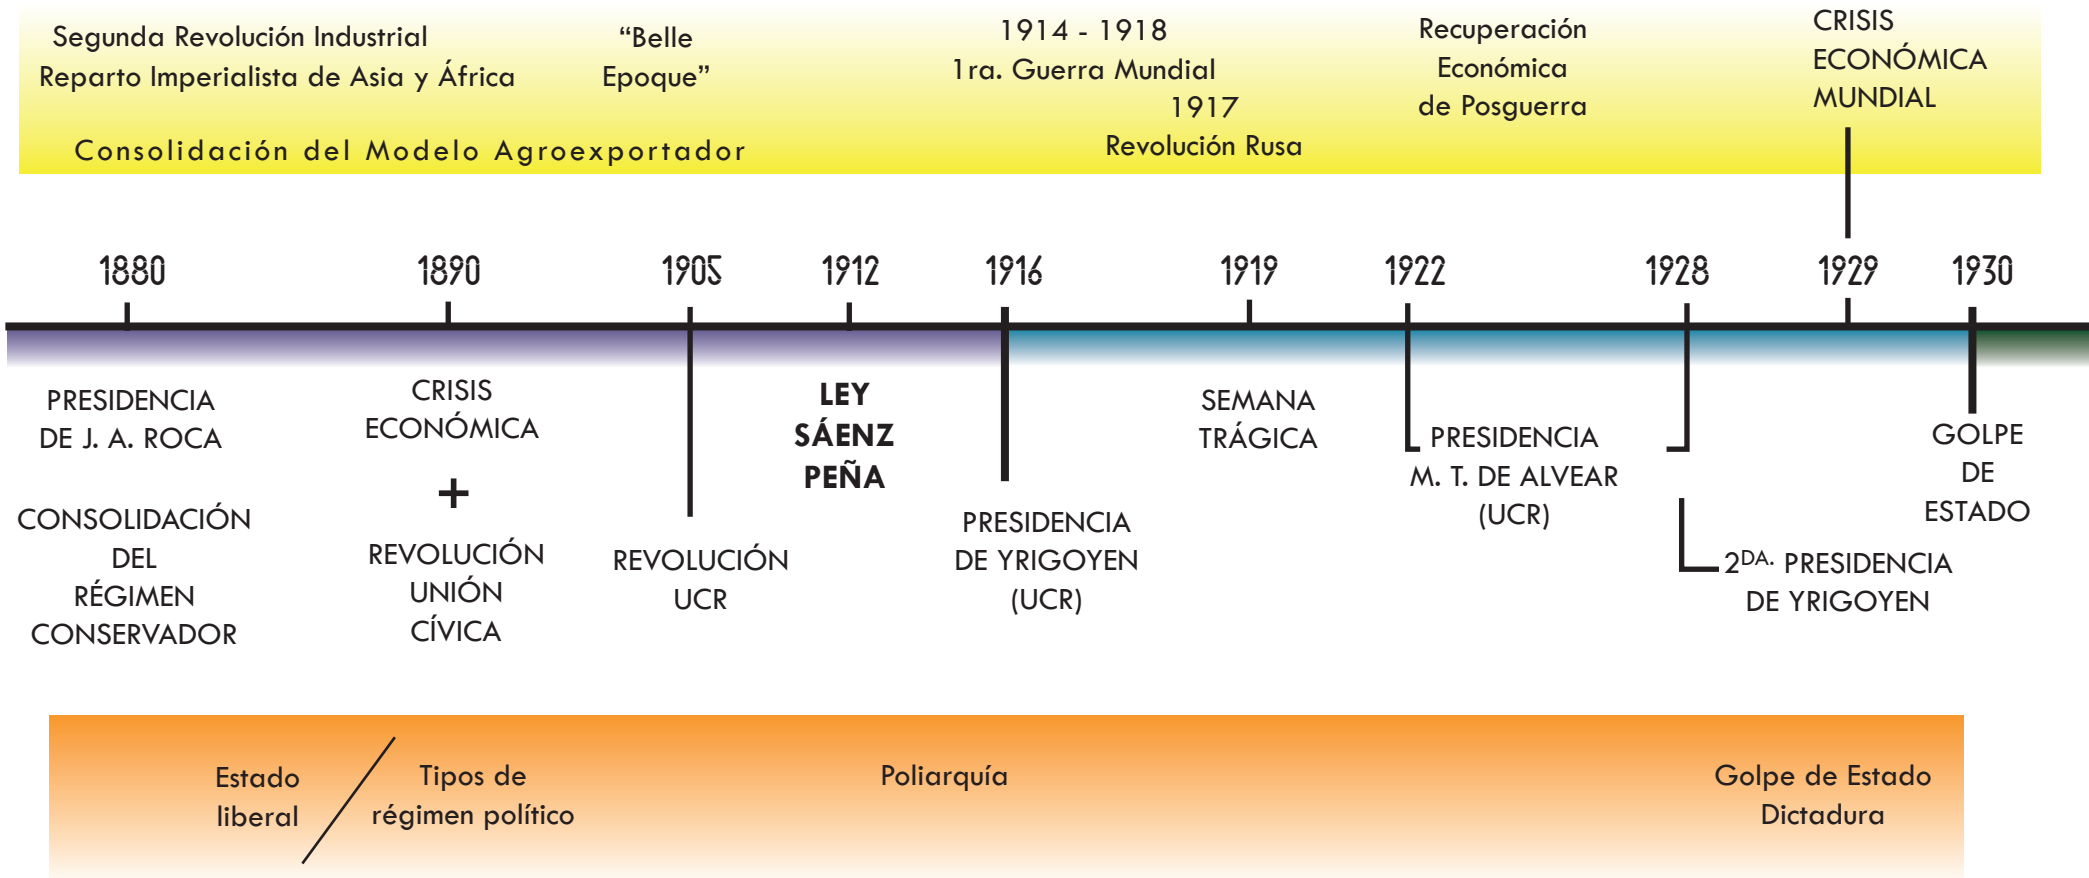 Segunda Revolución Industrial
Reparto Imperialista de Asia y África
“Belle
Epoque”
1914 - 1918
1ra. Guerra Mundial
1917
Revolución Rusa
Recuperación
Económica
de Posguerra
CRISIS
ECONÓMICA
MUNDIAL
Consolidación del Modelo Agroexportador
1880
1890
1905
1912
1916
1919
1922
1928
1929
1930
PRESIDENCIA
DE J. A. ROCA
CONSOLIDACIÓN
DEL
RÉGIMEN
CONSERVADOR
CRISIS
ECONÓMICA
+
REVOLUCIÓN
UNIÓN
CÍVICA
REVOLUCIÓN
UCR
LEY
SÁENZ
PEÑA
PRESIDENCIA
DE YRIGOYEN
(UCR)
SEMANA
TRÁGICA
PRESIDENCIA
M. T. DE ALVEAR
(UCR)
2DA. PRESIDENCIA
DE YRIGOYEN
GOLPE
DE
ESTADO
Estado
liberal
Tipos de
régimen político
Poliarquía
Golpe de Estado
Dictadura